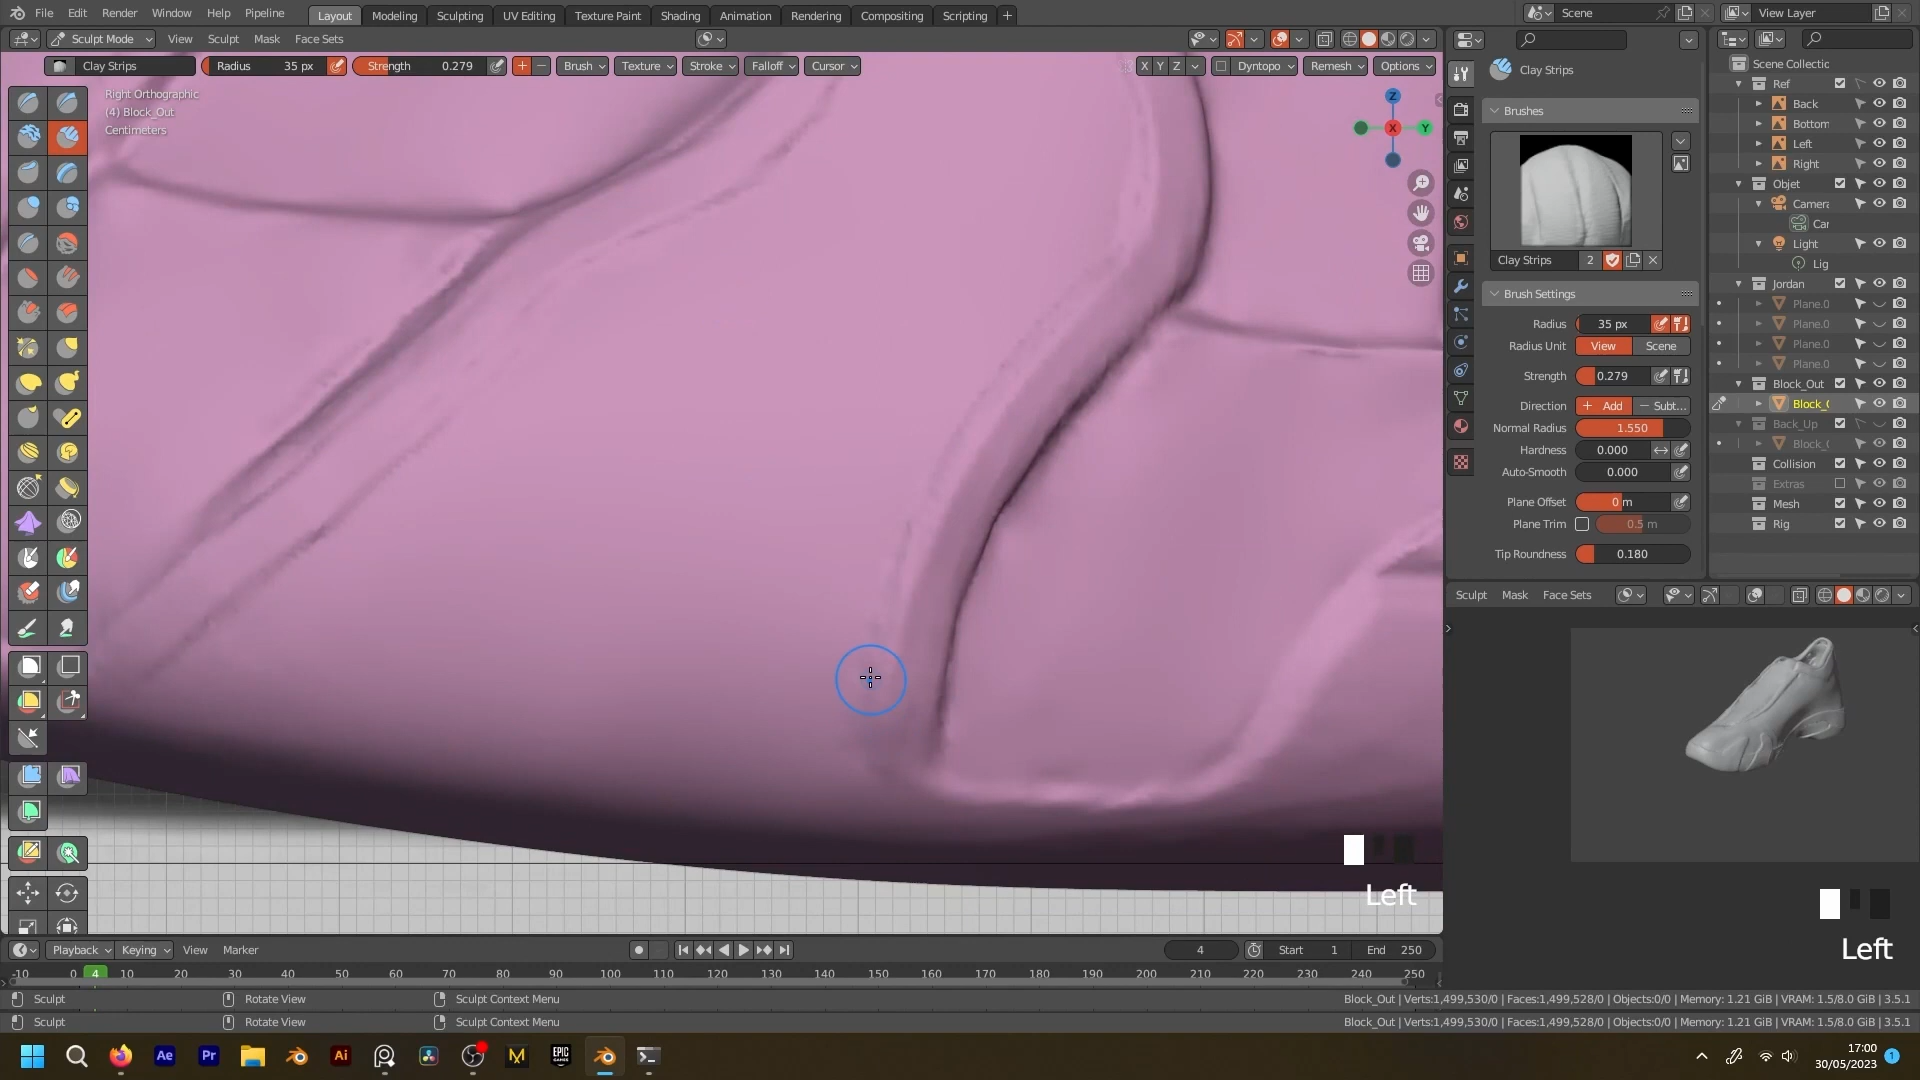 File Edit Render Window Help Pipeline Layout Modeling Sculpting UV Editing Texture Paint Shading Animation Rendering Compositing Scripting + Scene View Layer
Sculpt Mode View Sculpt Mask Face Sets
Clay Strips Radius 35 px Strength 0.279 + − Brush Texture Stroke Falloff Cursor X Y Z Dyntopo Remesh Options
Right Orthographic
(4) Block_Out
Centimeters
Z
X
Y
Clay Strips
Brushes
Clay Strips 2
Brush Settings
Radius 35 px
Radius Unit View Scene
Strength 0.279
Direction + Add − Subt...
Normal Radius 1.550
Hardness 0.000
Auto-Smooth 0.000
Plane Offset 0 m
Plane Trim 0.5 m
Tip Roundness 0.180
Scene Collectic
Ref
Back
Bottom
Left
Right
Objet
Camera
Car
Light
Lig
Jordan
Plane.0
Plane.0
Plane.0
Plane.0
Block_Out
Block_(
Back_Up
Block_(
Collision
Extras
Mesh
Rig
Sculpt Mask Face Sets
Left
Left
Playback Keying View Marker 4 Start 1 End 250
-10 0 4 10 20 30 40 50 60 70 80 90 100 110 120 130 140 150 160 170 180 190 200 210 220 230 240 250
Sculpt Rotate View Sculpt Context Menu Block_Out | Verts:1,499,530/0 | Faces:1,499,528/0 | Objects:0/0 | Memory: 1.21 GiB | VRAM: 1.5/8.0 GiB | 3.5.1
Sculpt Rotate View Sculpt Context Menu Block_Out | Verts:1,499,530/0 | Faces:1,499,528/0 | Objects:0/0 | Memory: 1.21 GiB | VRAM: 1.5/8.0 GiB | 3.5.1
Ae Pr Ai M EPIC GAMES 17:00
30/05/2023 1